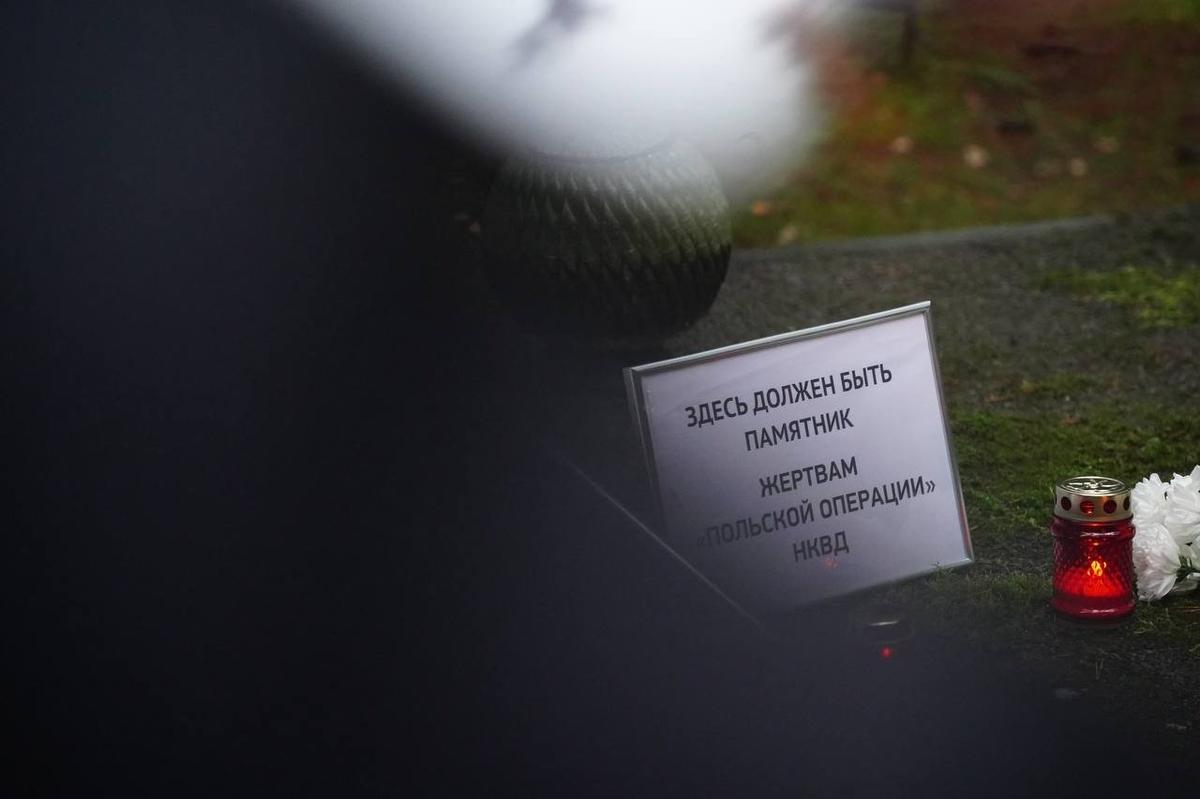 ЗДЕСЬ ДОЛЖЕН БЫТЬ
ПАМЯТНИК
ЖЕРТВАМ
«ПОЛЬСКОЙ ОПЕРАЦИИ»
НКВД